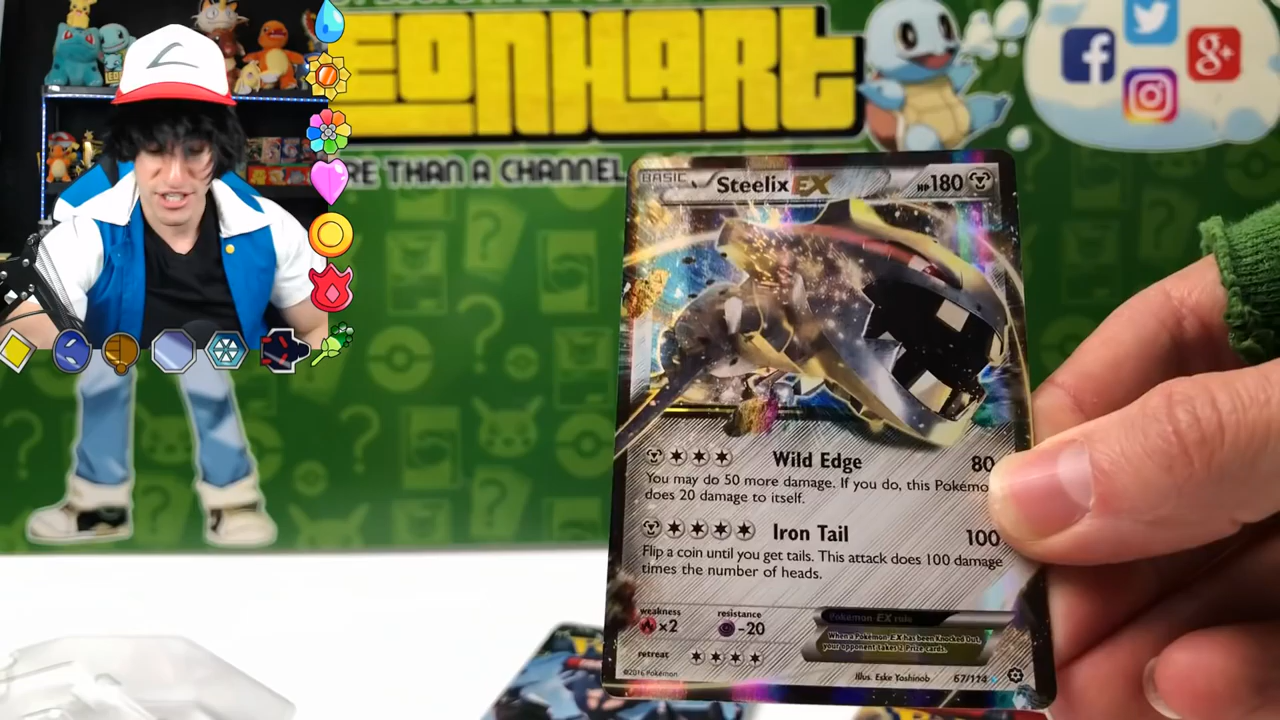 EONHART
RE THAN A CHANNEL
BASIC
Steelix EX
HP180
Wild Edge 80
You may do 50 more damage. If you do, this Pokémo
does 20 damage to itself.
Iron Tail 100
Flip a coin until you get tails. This attack does 100 damage
times the number of heads.
weakness
×2
resistance
-20
retreat
Pokémon EX rule
When a Pokémon-EX has been Knocked Out,
your opponent takes 2 Prize cards.
©2016 Pokémon
Illus. Eske Yoshinob
67/114